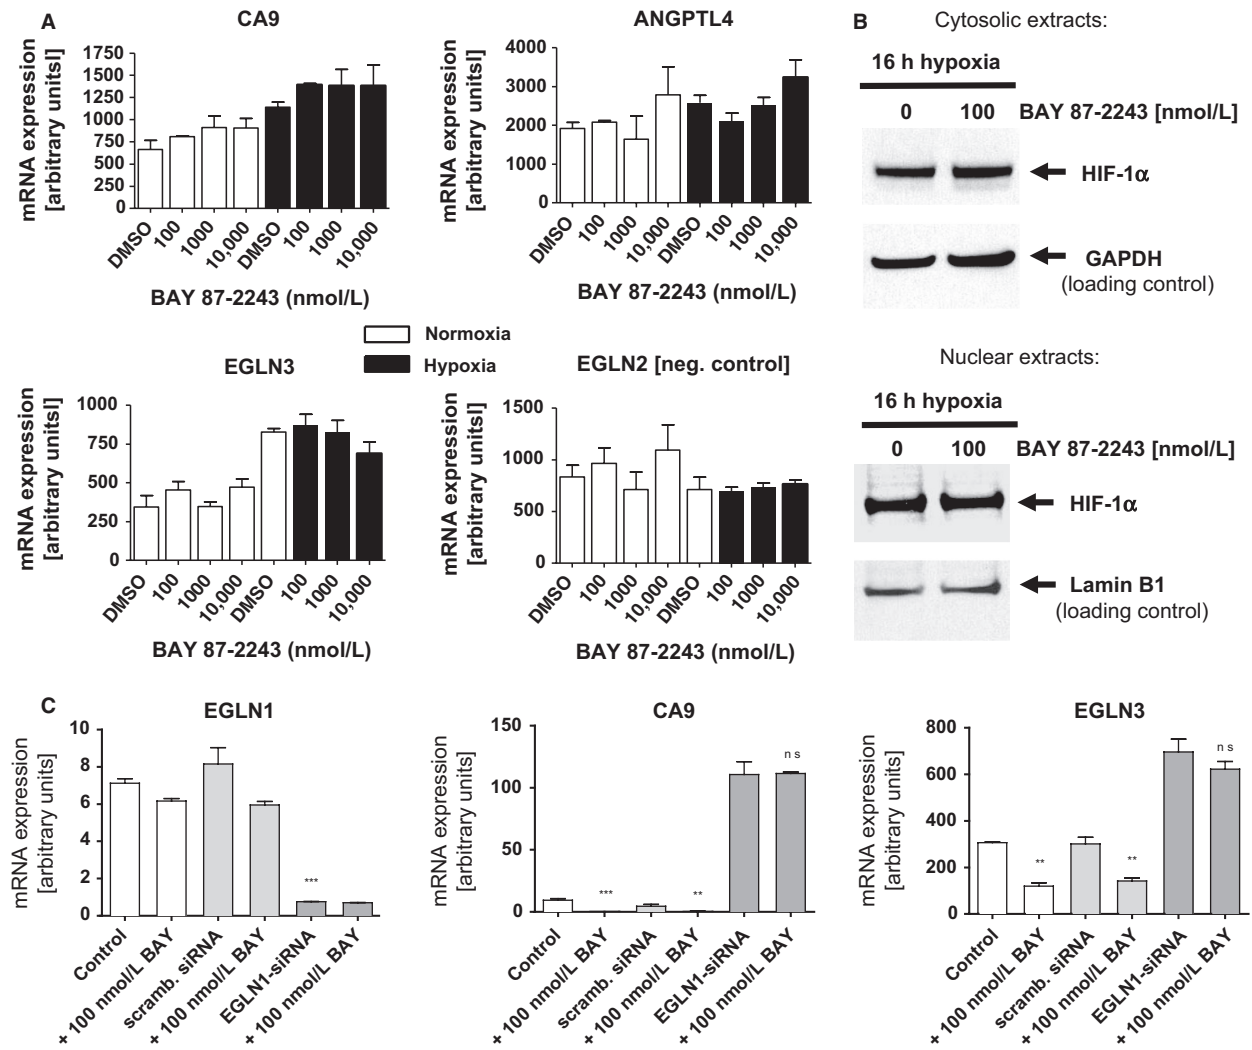 A
CA9
mRNA expression
[arbitrary unitsl]
1750
1500
1250
1000
750
500
250
0
DMSO
100
1000
10,000
DMSO
100
1000
10,000
BAY 87-2243 (nmol/L)
ANGPTL4
mRNA expression
[arbitrary unitsl]
4000
3000
2000
1000
0
DMSO
100
1000
10,000
DMSO
100
1000
10,000
BAY 87-2243 (nmol/L)
Normoxia
Hypoxia
EGLN3
mRNA expression
[arbitrary unitsl]
1000
750
500
250
0
DMSO
100
1000
10,000
DMSO
100
1000
10,000
BAY 87-2243 (nmol/L)
EGLN2 [neg. control]
mRNA expression
[arbitrary unitsl]
1500
1000
500
0
DMSO
100
1000
10,000
DMSO
100
1000
10,000
BAY 87-2243 (nmol/L)
B
Cytosolic extracts:
16 h hypoxia
0 100 BAY 87-2243 [nmol/L]
HIF-1α
GAPDH
(loading control)
Nuclear extracts:
16 h hypoxia
0 100 BAY 87-2243 [nmol/L]
HIF-1α
Lamin B1
(loading control)
C
EGLN1
mRNA expression
[arbitrary units]
10
8
6
4
2
0
***
Control
+ 100 nmol/L BAY
scramb. siRNA
+ 100 nmol/L BAY
EGLN1-siRNA
+ 100 nmol/L BAY
CA9
mRNA expression
[arbitrary units]
150
100
50
0
***
**
n s
Control
+ 100 nmol/L BAY
scramb. siRNA
+ 100 nmol/L BAY
EGLN1-siRNA
+ 100 nmol/L BAY
EGLN3
mRNA expression
[arbitrary units]
800
600
400
200
0
**
**
n s
Control
+ 100 nmol/L BAY
scramb. siRNA
+ 100 nmol/L BAY
EGLN1-siRNA
+ 100 nmol/L BAY